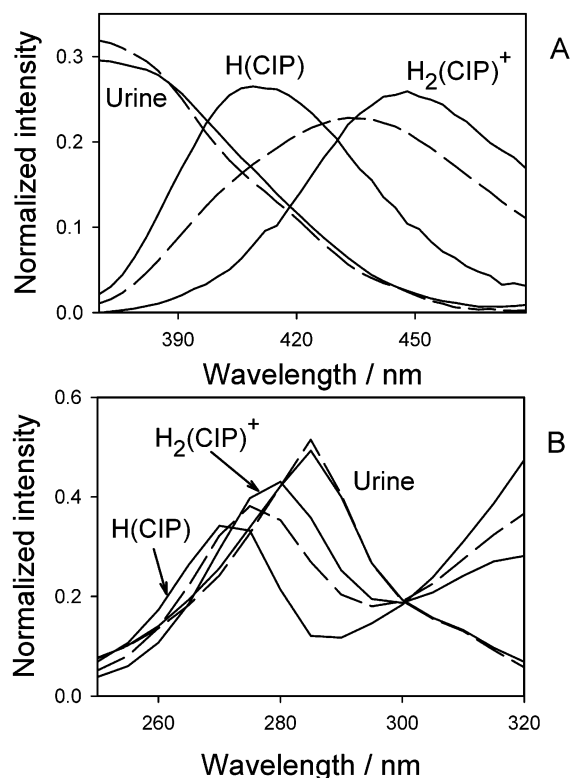 A
0.3
H(CIP)
H₂(CIP)⁺
Urine
0.2
0.1
0.0
Normalized intensity
390 420 450
Wavelength / nm
B
0.6
H₂(CIP)⁺
Urine
0.4
H(CIP)
0.2
0.0
Normalized intensity
260 280 300 320
Wavelength / nm